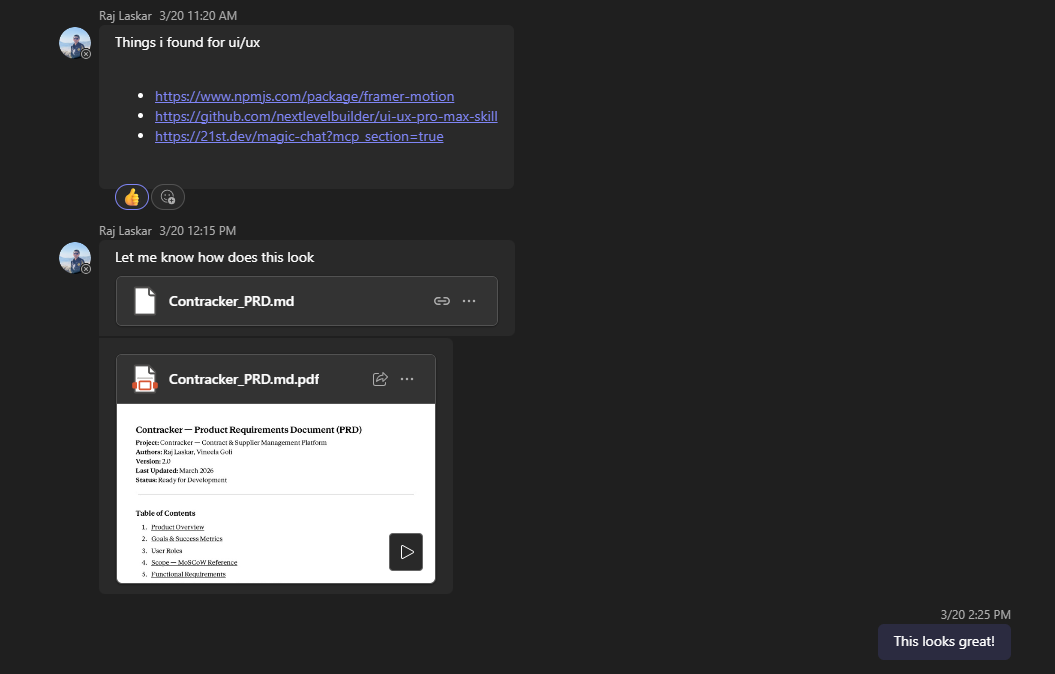 Raj Laskar 3/20 11:20 AM
Things i found for ui/ux
https://www.npmjs.com/package/framer-motion
https://github.com/nextlevelbuilder/ui-ux-pro-max-skill
https://21st.dev/magic-chat?mcp_section=true
Raj Laskar 3/20 12:15 PM
Let me know how does this look
Contracker_PRD.md
Contracker_PRD.md.pdf
Contracker — Product Requirements Document (PRD)
Project: Contracker — Contract & Supplier Management Platform
Authors: Raj Laskar, Vineela Goli
Version: 2.0
Last Updated: March 2026
Status: Ready for Development
Table of Contents
1. Product Overview
2. Goals & Success Metrics
3. User Roles
4. Scope — MoSCoW Reference
5. Functional Requirements
3/20 2:25 PM
This looks great!